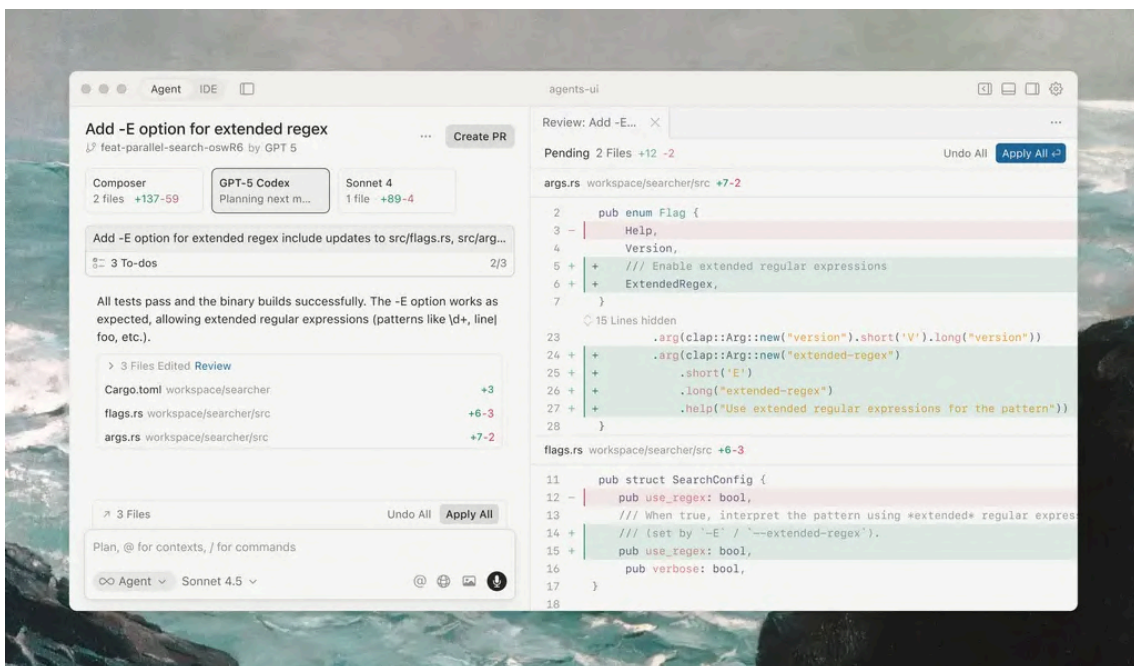 Agent IDE
agents-ui
Add -E option for extended regex
feat-parallel-search-oswR6 by GPT 5
... Create PR
Composer
2 files +137-59
GPT-5 Codex
Planning next m...
Sonnet 4
1 file · +89-4
Add -E option for extended regex include updates to src/flags.rs, src/arg...
3 To-dos 2/3
All tests pass and the binary builds successfully. The -E option works as
expected, allowing extended regular expressions (patterns like \d+, line|
foo, etc.).
> 3 Files Edited Review
Cargo.toml workspace/searcher +3
flags.rs workspace/searcher/src +6-3
args.rs workspace/searcher/src +7-2
3 Files Undo All Apply All
Plan, @ for contexts, / for commands
Agent Sonnet 4.5
Review: Add -E... ...
Pending 2 Files +12 -2 Undo All Apply All
args.rs workspace/searcher/src +7-2
2 pub enum Flag {
3 - Help,
4 Version,
5 + + /// Enable extended regular expressions
6 + + ExtendedRegex,
7 }
15 Lines hidden
23 .arg(clap::Arg::new("version").short('V').long("version"))
24 + + .arg(clap::Arg::new("extended-regex")
25 + + .short('E')
26 + + .long("extended-regex")
27 + + .help("Use extended regular expressions for the pattern"))
28 }
flags.rs workspace/searcher/src +6-3
11 pub struct SearchConfig {
12 - pub use_regex: bool,
13 /// When true, interpret the pattern using *extended* regular expres
14 + /// (set by `-E` / `--extended-regex`).
15 + pub use_regex: bool,
16 pub verbose: bool,
17 }
18